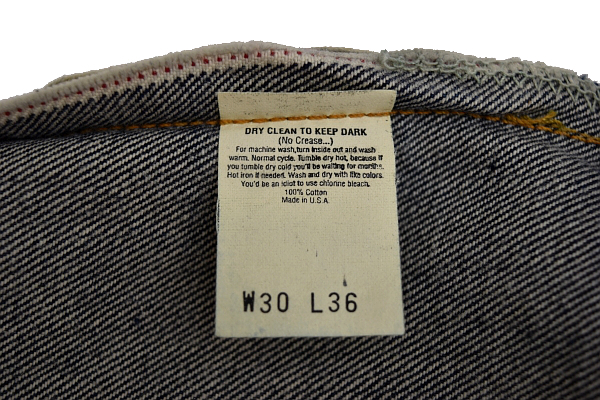 DRY CLEAN TO KEEP DARK
(No Crease...)
For machine wash,turn inside out and wash
warm. Normal cycle. Tumble dry hot, because if
you tumble dry cold you'd be waiting for months.
Hot iron if needed. Wash and dry with like colors.
You'd be an idiot to use chlorine bleach.
100% Cotton
Made in U.S.A
W30 L36